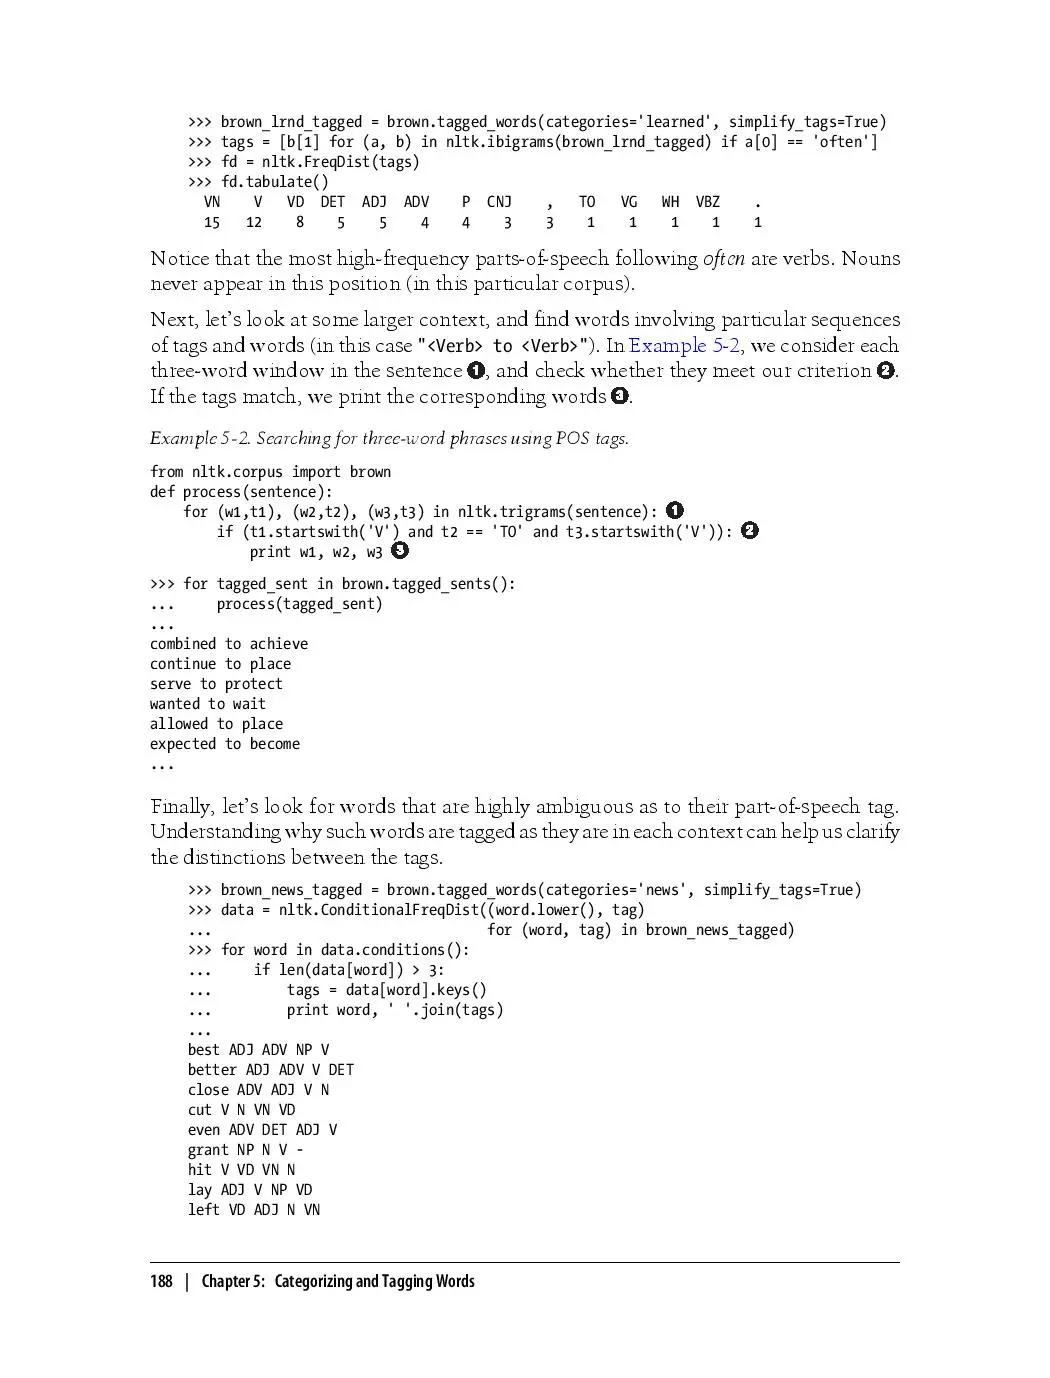 >>> brown_lrnd_tagged = brown.tagged_words(categories='learned', simplify_tags=True)
>>> tags = [b[1] for (a, b) in nltk.ibigrams(brown_lrnd_tagged) if a[0] == 'often']
>>> fd = nltk.FreqDist(tags)
>>> fd.tabulate()
VN V VD DET ADJ ADV P CNJ , TO VG WH VBZ .
15 12 8 5 5 4 4 3 3 1 1 1 1 1
Notice that the most high-frequency parts-of-speech following often are verbs. Nouns
never appear in this position (in this particular corpus).
Next, let's look at some larger context, and find words involving particular sequences
of tags and words (in this case "<Verb> to <Verb>"). In Example 5-2, we consider each
three-word window in the sentence ❶, and check whether they meet our criterion ❷.
If the tags match, we print the corresponding words ❸.
Example 5-2. Searching for three-word phrases using POS tags.
from nltk.corpus import brown
def process(sentence):
    for (w1,t1), (w2,t2), (w3,t3) in nltk.trigrams(sentence): ❶
        if (t1.startswith('V') and t2 == 'TO' and t3.startswith('V')): ❷
            print w1, w2, w3 ❸
>>> for tagged_sent in brown.tagged_sents():
...     process(tagged_sent)
...
combined to achieve
continue to place
serve to protect
wanted to wait
allowed to place
expected to become
...
Finally, let's look for words that are highly ambiguous as to their part-of-speech tag.
Understanding why such words are tagged as they are in each context can help us clarify
the distinctions between the tags.
>>> brown_news_tagged = brown.tagged_words(categories='news', simplify_tags=True)
>>> data = nltk.ConditionalFreqDist((word.lower(), tag)
...                                 for (word, tag) in brown_news_tagged)
>>> for word in data.conditions():
...     if len(data[word]) > 3:
...         tags = data[word].keys()
...         print word, ' '.join(tags)
...
best ADJ ADV NP V
better ADJ ADV V DET
close ADV ADJ V N
cut V N VN VD
even ADV DET ADJ V
grant NP N V -
hit V VD VN N
lay ADJ V NP VD
left VD ADJ N VN
188 | Chapter 5: Categorizing and Tagging Words